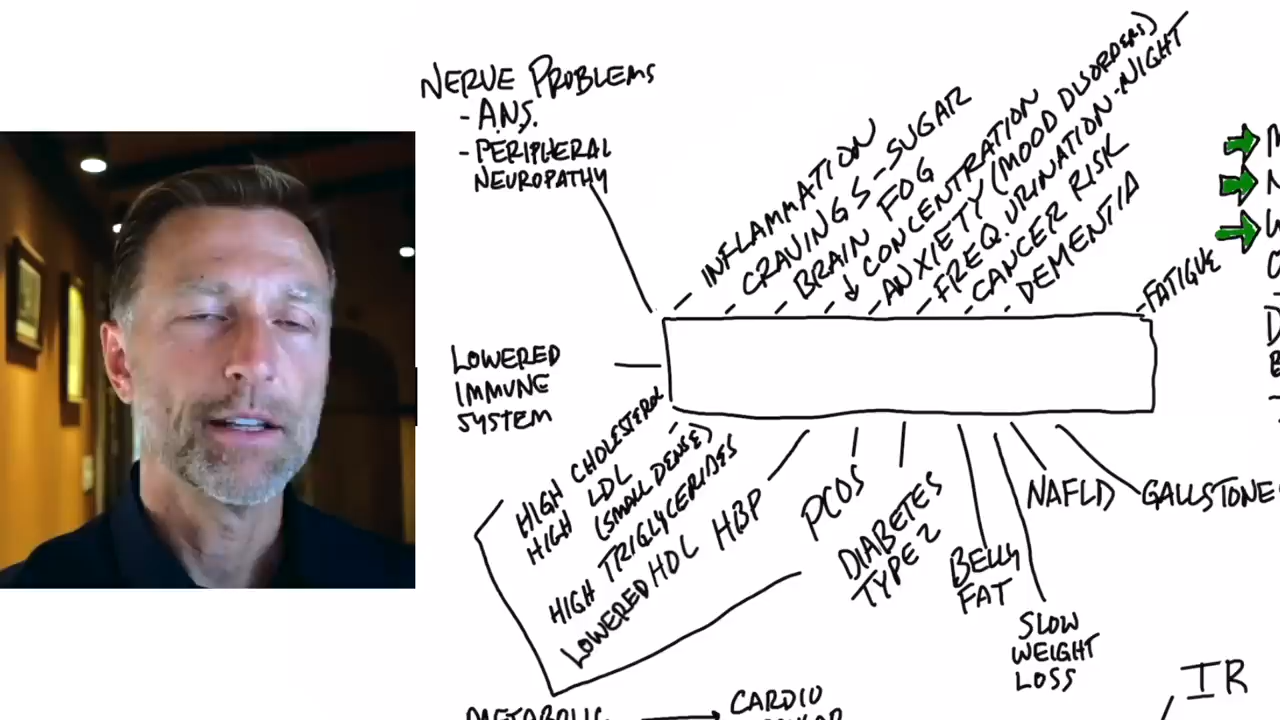 NERVE PROBLEMS
- A.N.S.
- PERIPHERAL
NEUROPATHY
INFLAMMATION
CRAVINGS-SUGAR
BRAIN FOG
↓ CONCENTRATION
ANXIETY (MOOD DISORDERS)
FREQ. URINATION-NIGHT
CANCER RISK
DEMENTIA
FATIGUE
LOWERED
IMMUNE
SYSTEM
HIGH CHOLESTEROL
HIGH LDL
(SMALL DENSE)
HIGH TRIGLYCERIDES
LOWERED HDL
HBP
PCOS
DIABETES
TYPE 2
BELLY
FAT
SLOW
WEIGHT
LOSS
NAFLD
GALLSTONE
IR
METABOLIC
CARDIO